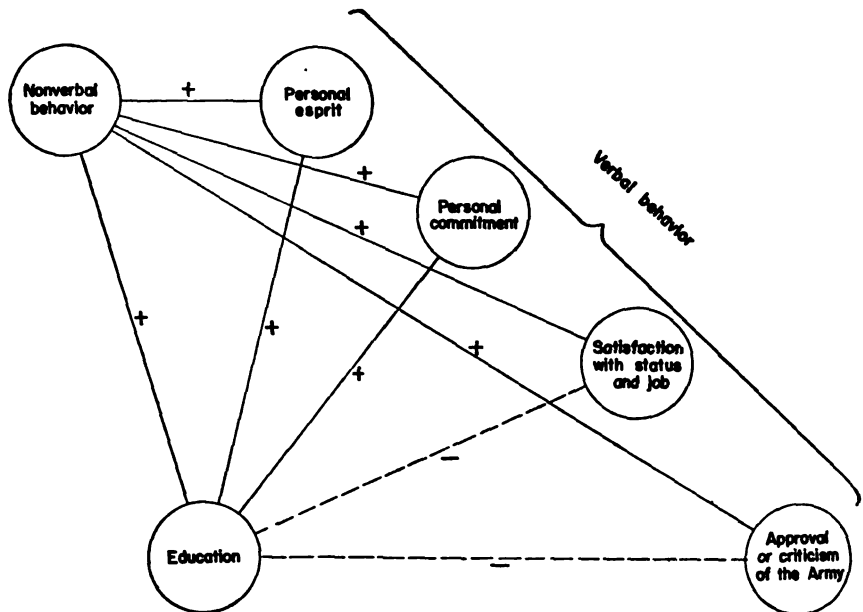 Nonverbal
behavior
+
Personal
esprit
Verbal behavior
+
Personal
commitment
+
+
+
+
Satisfaction
with status
and job
+
−
Education
−
Approval
or criticism
of the Army